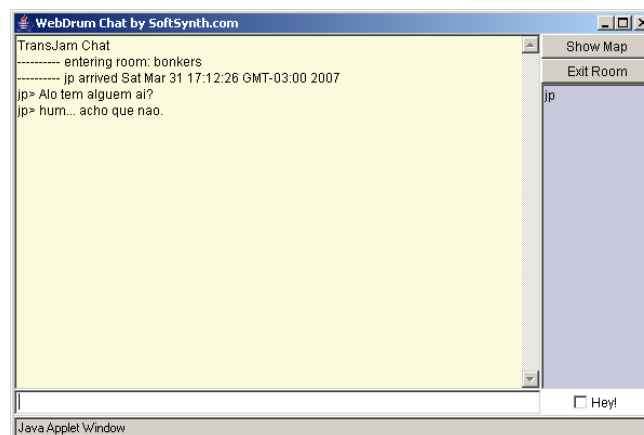 WebDrum Chat by SoftSynth.com
TransJam Chat
---------- entering room: bonkers
---------- jp arrived Sat Mar 31 17:12:26 GMT-03:00 2007
jp> Alo tem alguem ai?
jp> hum... acho que nao.
Show Map
Exit Room
jp
Hey!
Java Applet Window